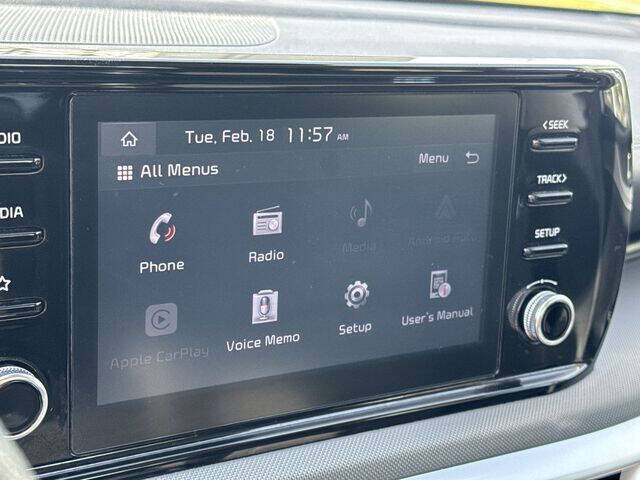 Tue, Feb. 18 11:57 AM
All Menus
Menu
Phone
Radio
Media
Android Auto
Apple CarPlay
Voice Memo
Setup
User's Manual
DIO
DIA
<SEEK
TRACK>
SETUP